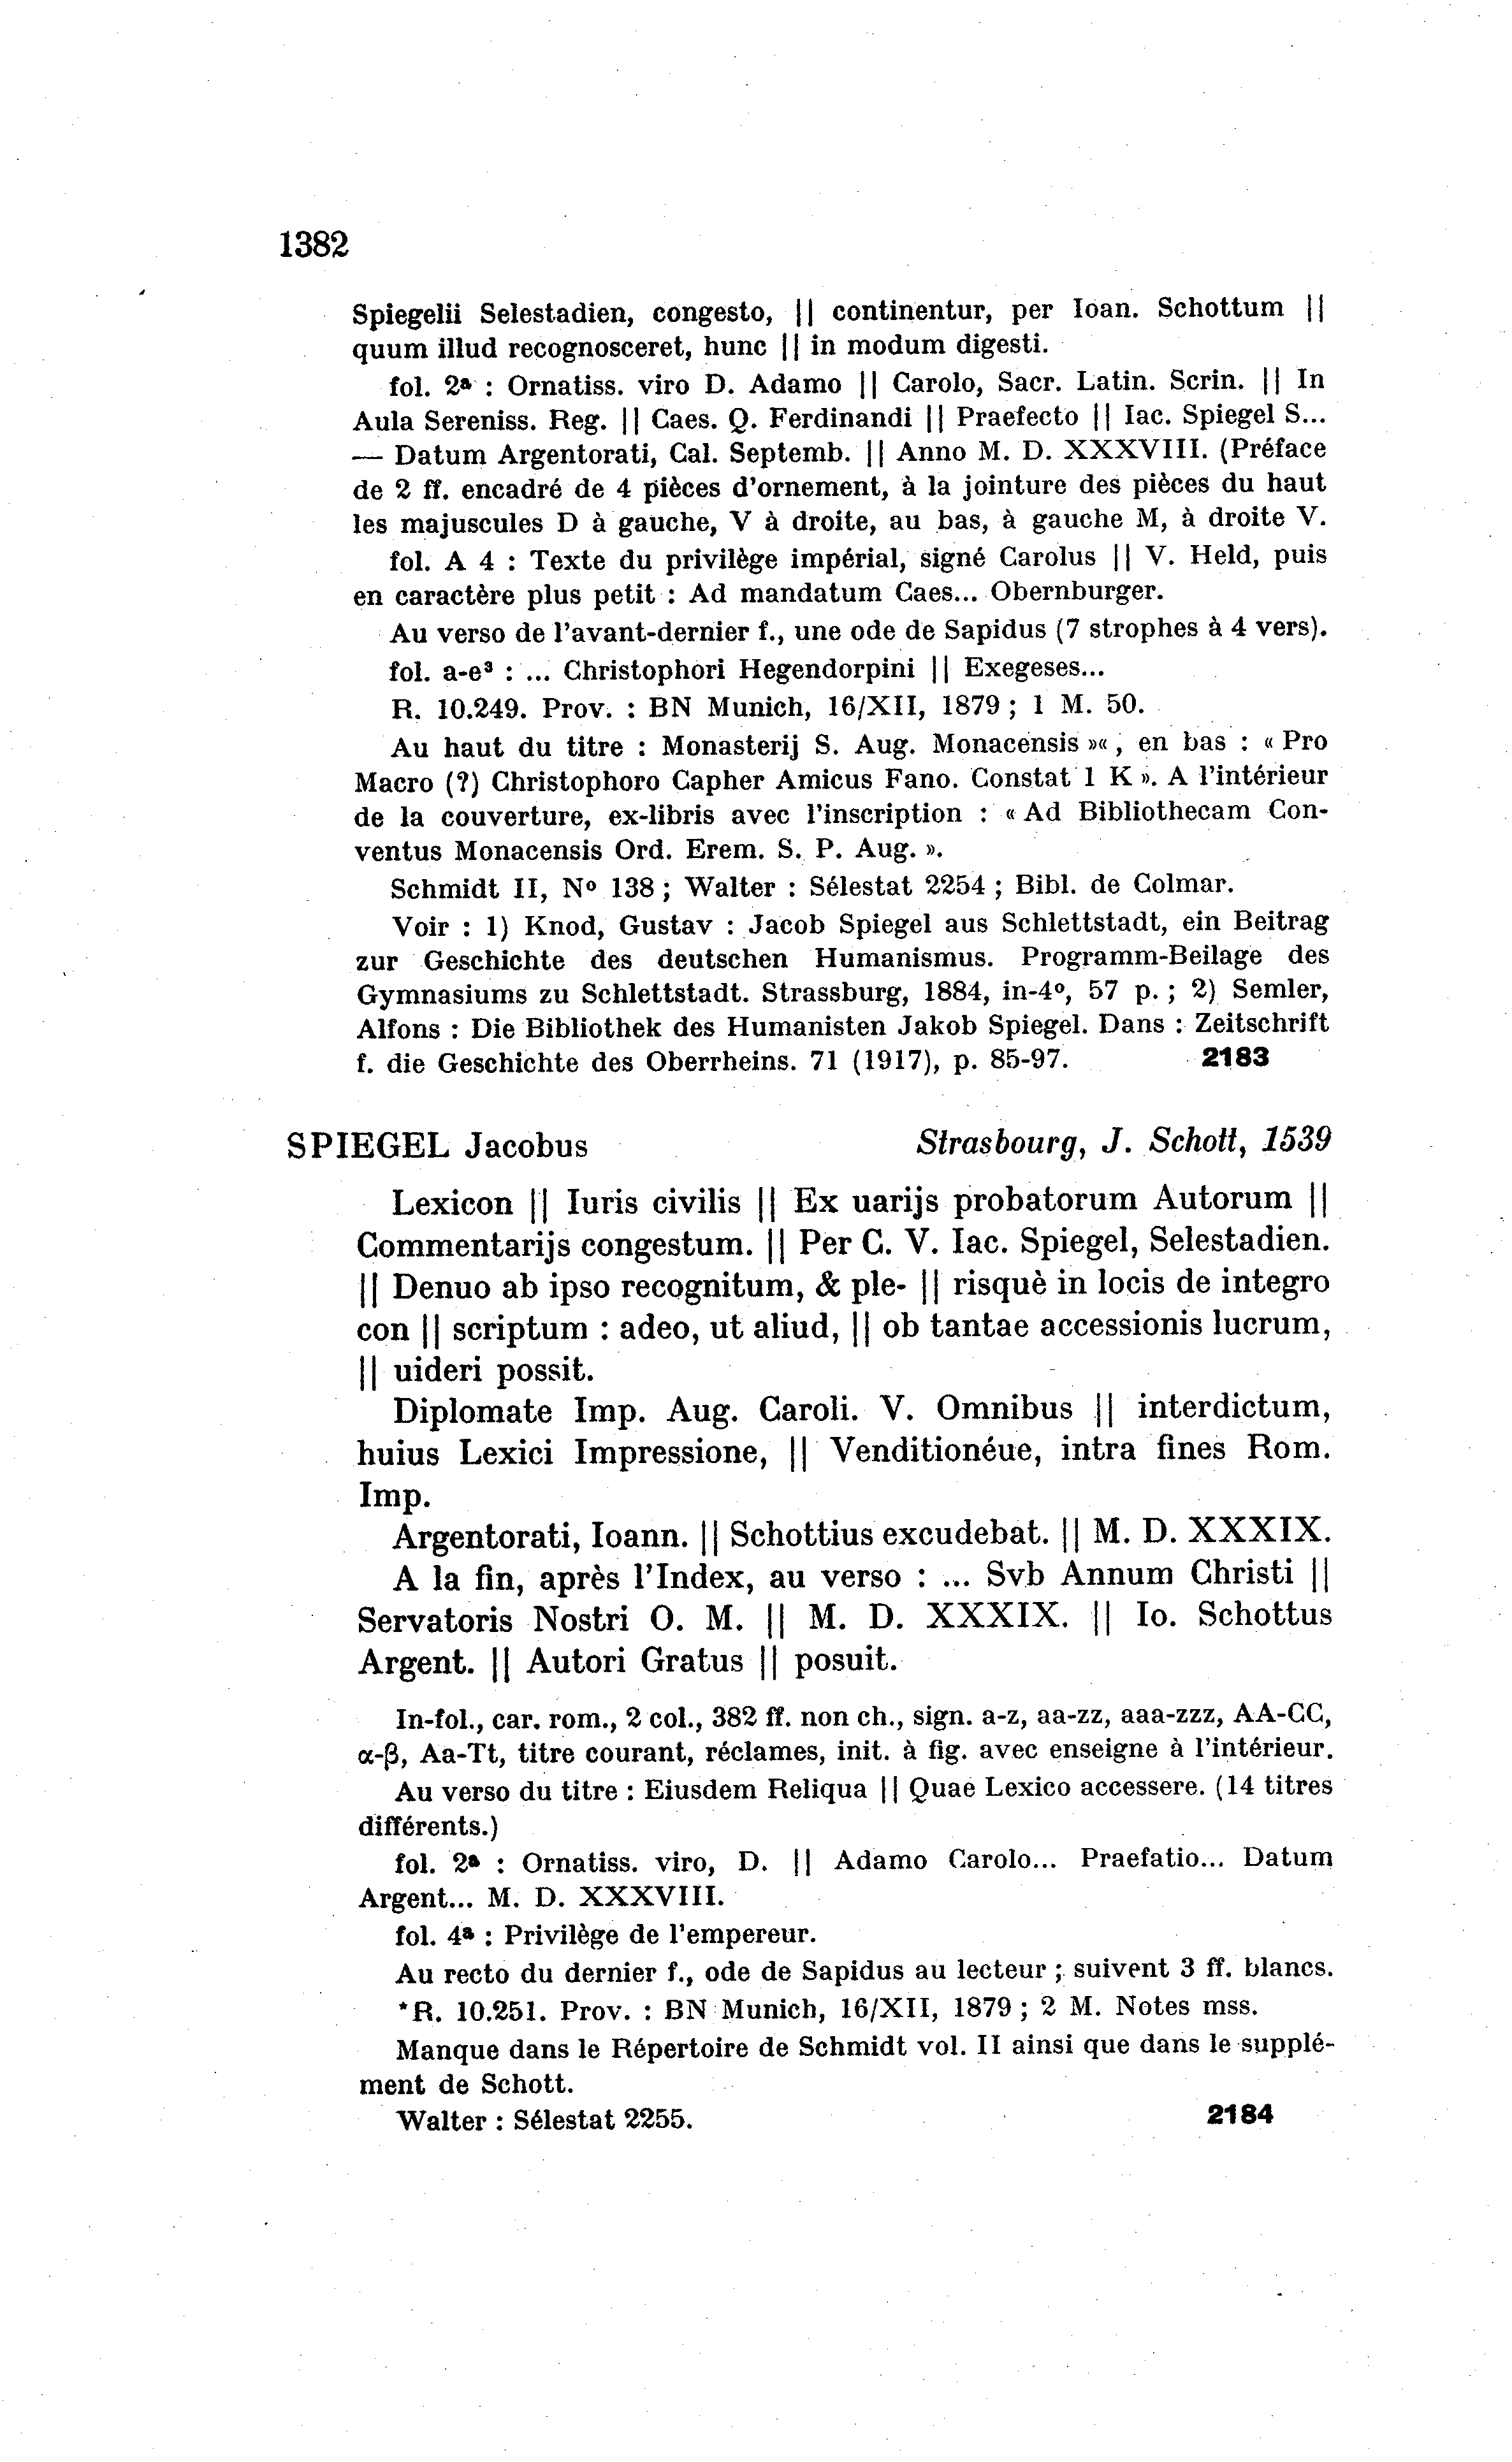 1382
Spiegelii Selestadien, congesto, || continentur, per Ioan. Schottum ||
quum illud recognosceret, hunc || in modum digesti.
fol. 2ª : Ornatiss. viro D. Adamo || Carolo, Sacr. Latin. Scrin. || In
Aula Sereniss. Reg. || Caes. Q. Ferdinandi || Praefecto || Iac. Spiegel S...
— Datum Argentorati, Cal. Septemb. || Anno M. D. XXXVIII. (Préface
de 2 ff. encadré de 4 pièces d'ornement, à la jointure des pièces du haut
les majuscules D à gauche, V à droite, au bas, à gauche M, à droite V.
fol. A 4 : Texte du privilège impérial, signé Carolus || V. Held, puis
en caractère plus petit : Ad mandatum Caes... Obernburger.
Au verso de l'avant-dernier f., une ode de Sapidus (7 strophes à 4 vers).
fol. a-e³ : ... Christophori Hegendorpini || Exegeses...
R. 10.249. Prov. : BN Munich, 16/XII, 1879 ; 1 M. 50.
Au haut du titre : Monasterij S. Aug. Monacensis »« , en bas : « Pro
Macro (?) Christophoro Capher Amicus Fano. Constat 1 K ». A l'intérieur
de la couverture, ex-libris avec l'inscription : « Ad Bibliothecam Con-
ventus Monacensis Ord. Erem. S. P. Aug. ».
Schmidt II, Nº 138 ; Walter : Sélestat 2254 ; Bibl. de Colmar.
Voir : 1) Knod, Gustav : Jacob Spiegel aus Schlettstadt, ein Beitrag
zur Geschichte des deutschen Humanismus. Programm-Beilage des
Gymnasiums zu Schlettstadt. Strassburg, 1884, in-4º, 57 p. ; 2) Semler,
Alfons : Die Bibliothek des Humanisten Jakob Spiegel. Dans : Zeitschrift
f. die Geschichte des Oberrheins. 71 (1917), p. 85-97. 2183
SPIEGEL Jacobus Strasbourg, J. Schott, 1539
Lexicon || Iuris civilis || Ex uarijs probatorum Autorum ||
Commentarijs congestum. || Per C. V. Iac. Spiegel, Selestadien.
|| Denuo ab ipso recognitum, & ple- || risquè in locis de integro
con || scriptum : adeo, ut aliud, || ob tantae accessionis lucrum,
|| uideri possit.
Diplomate Imp. Aug. Caroli. V. Omnibus || interdictum,
huius Lexici Impressione, || Venditionéue, intra fines Rom.
Imp.
Argentorati, Ioann. || Schottius excudebat. || M. D. XXXIX.
A la fin, après l'Index, au verso : ... Svb Annum Christi ||
Servatoris Nostri O. M. || M. D. XXXIX. || Io. Schottus
Argent. || Autori Gratus || posuit.
In-fol., car. rom., 2 col., 382 ff. non ch., sign. a-z, aa-zz, aaa-zzz, AA-CC,
α-β, Aa-Tt, titre courant, réclames, init. à fig. avec enseigne à l'intérieur.
Au verso du titre : Eiusdem Reliqua || Quae Lexico accessere. (14 titres
différents.)
fol. 2ª : Ornatiss. viro, D. || Adamo Carolo... Praefatio... Datum
Argent... M. D. XXXVIII.
fol. 4ª : Privilège de l'empereur.
Au recto du dernier f., ode de Sapidus au lecteur ; suivent 3 ff. blancs.
*R. 10.251. Prov. : BN Munich, 16/XII, 1879 ; 2 M. Notes mss.
Manque dans le Répertoire de Schmidt vol. II ainsi que dans le supplé-
ment de Schott.
Walter : Sélestat 2255. 2184